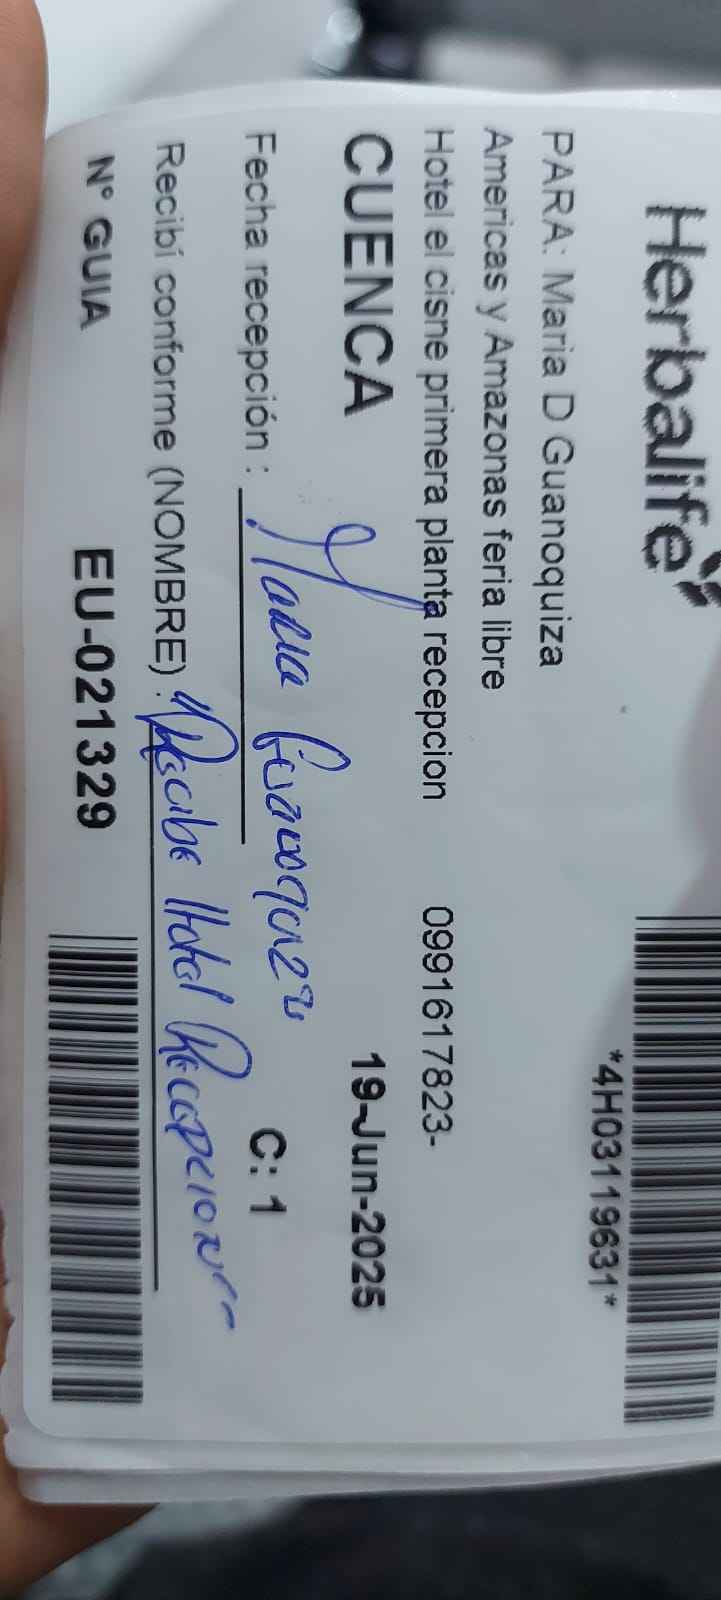 Herbalife
*4H03119631*
PARA: Maria D Guanoquiza
Americas y Amazonas feria libre
Hotel el cisne primera planta recepcion 0991617823-
CUENCA 19-Jun-2025
Fecha recepción : Maria Guanoquiza C: 1
Recibí conforme (NOMBRE) : "Recibe Hotel Recepcion"
N° GUIA EU-021329